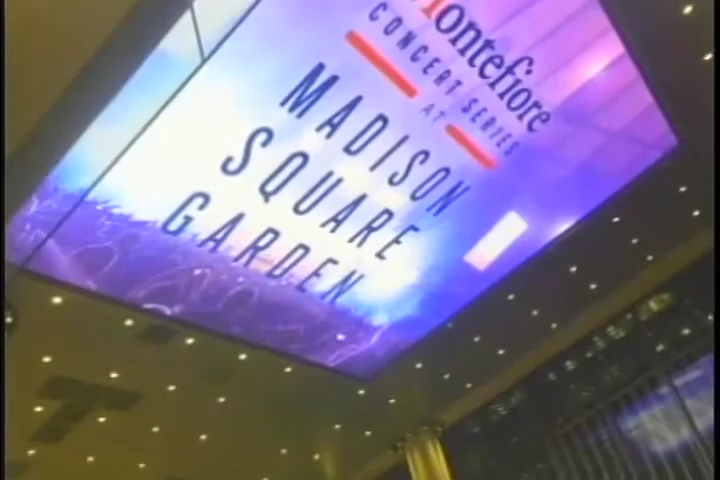 Montefiore
CONCERT SERIES
AT
MADISON
SQUARE
GARDEN